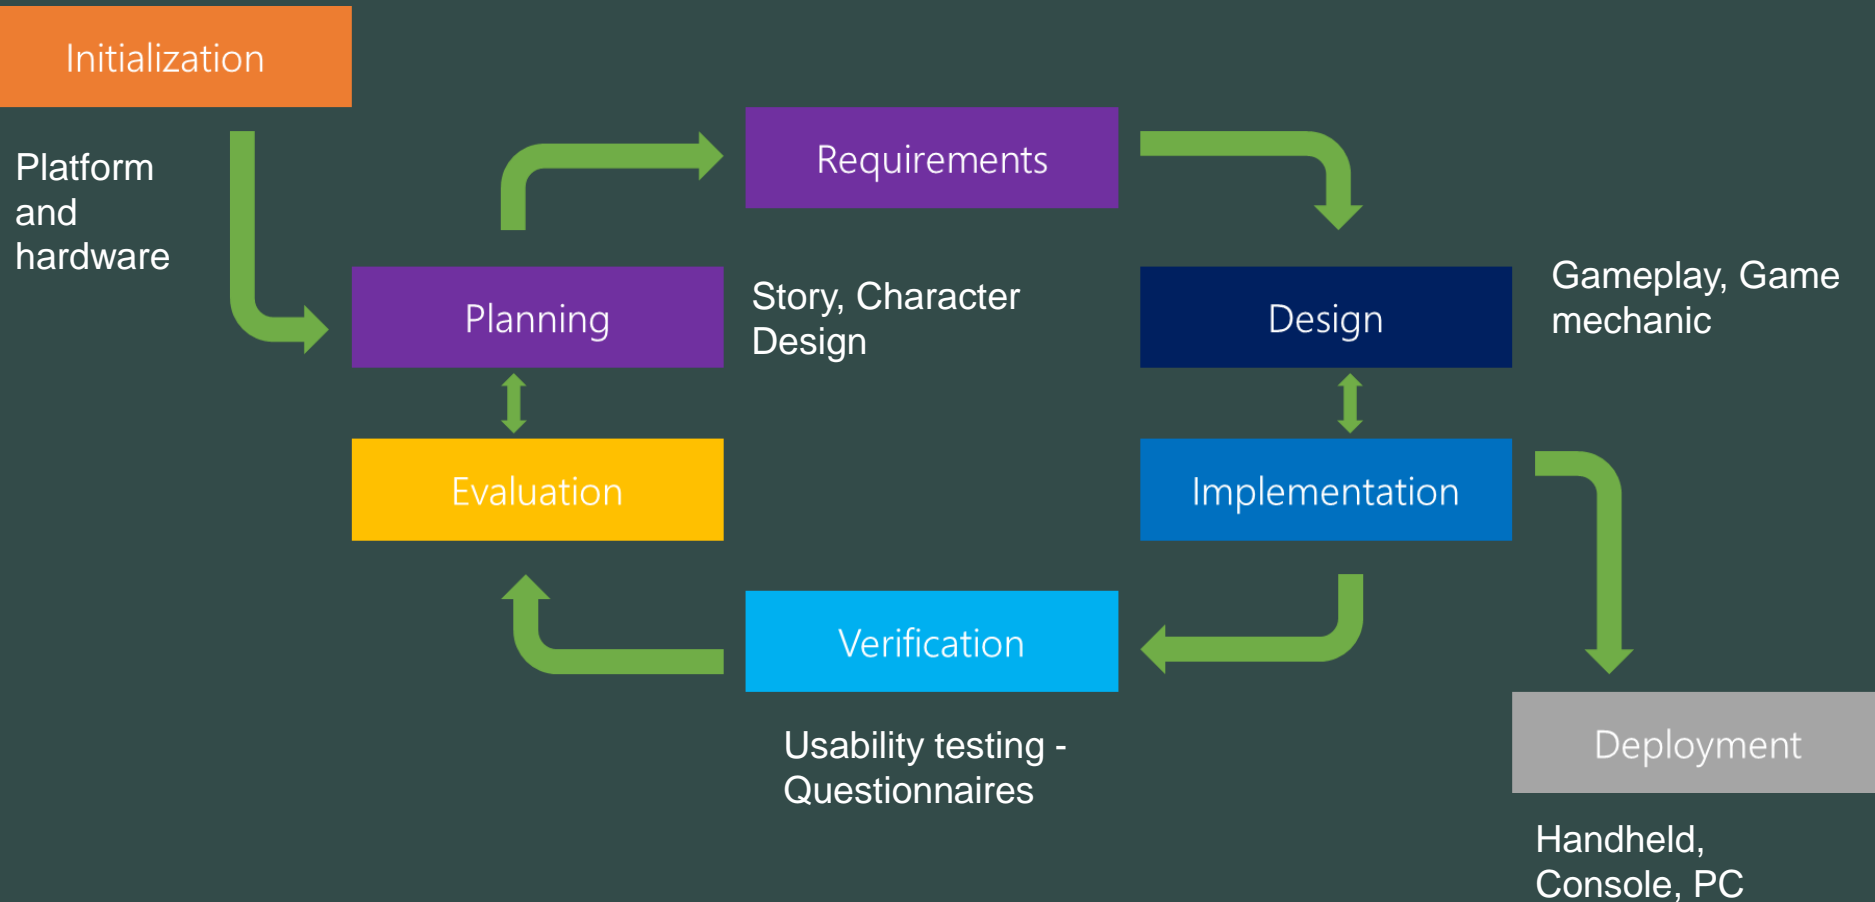 Initialization
Platform
and
hardware
Requirements
Planning
Story, Character
Design
Design
Gameplay, Game
mechanic
Evaluation
Implementation
Verification
Usability testing -
Questionnaires
Deployment
Handheld,
Console, PC